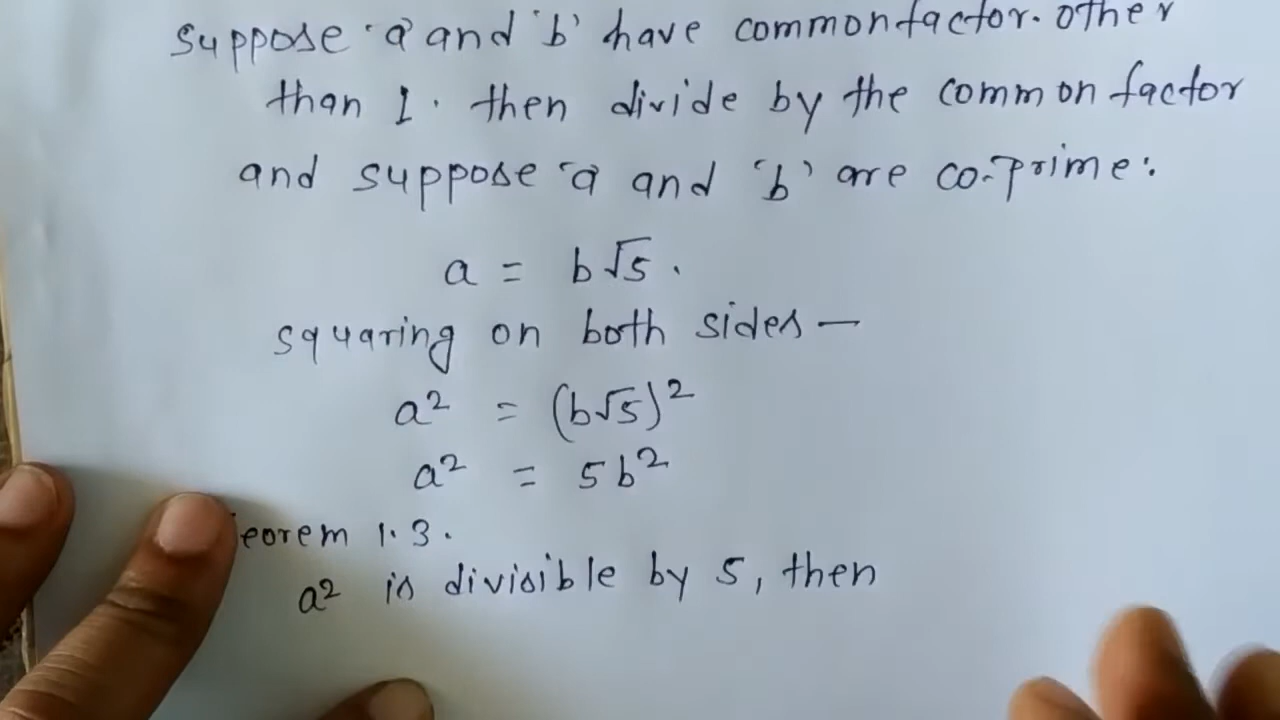 suppose 'a' and 'b' have common factor. other
than 1. then divide by the common factor
and suppose 'a and 'b' are co-prime:
a = b√5.
squaring on both sides —
a² = (b√5)²
a² = 5b²
eorem 1.3.
a² is divisible by 5, then